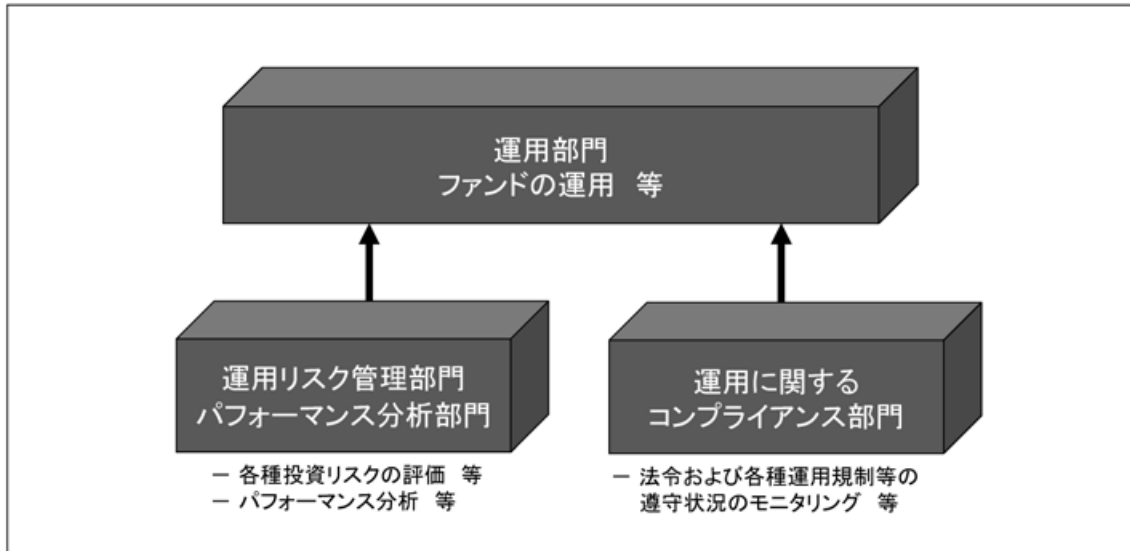 運用部門
ファンドの運用 等
運用リスク管理部門
パフォーマンス分析部門
－ 各種投資リスクの評価 等
－ パフォーマンス分析 等
運用に関する
コンプライアンス部門
－ 法令および各種運用規制等の
遵守状況のモニタリング 等